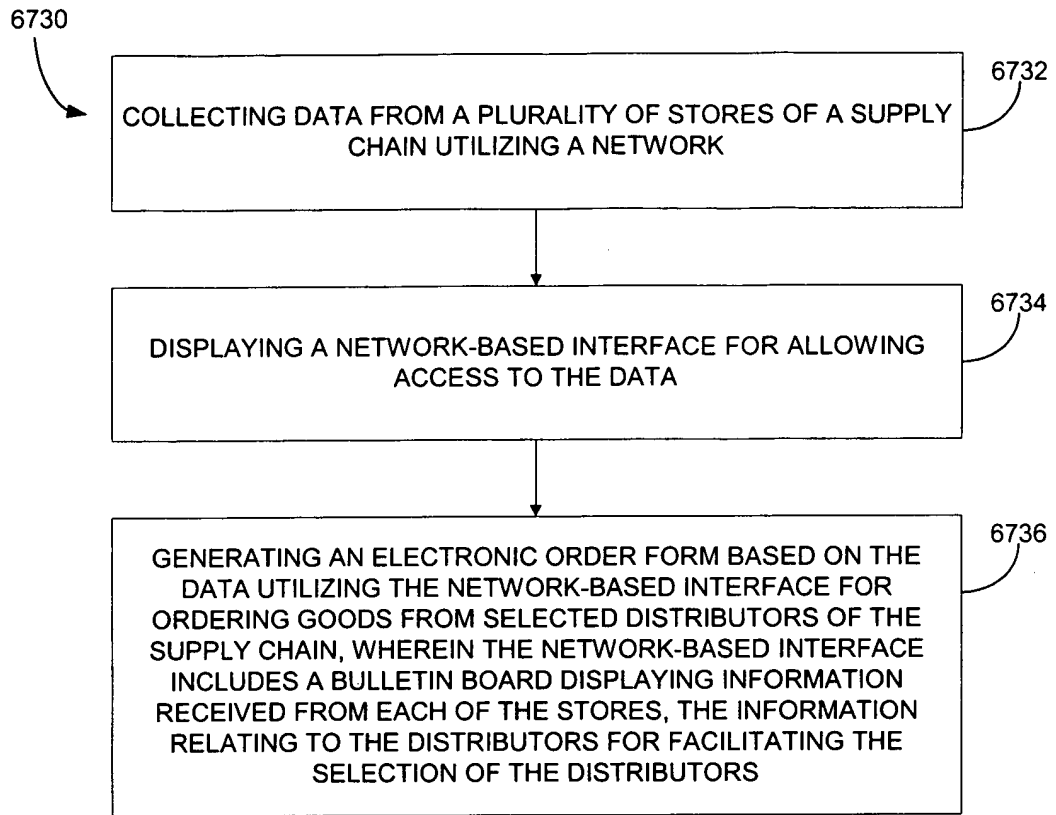 6730
6732
COLLECTING DATA FROM A PLURALITY OF STORES OF A SUPPLY
CHAIN UTILIZING A NETWORK
6734
DISPLAYING A NETWORK-BASED INTERFACE FOR ALLOWING
ACCESS TO THE DATA
6736
GENERATING AN ELECTRONIC ORDER FORM BASED ON THE
DATA UTILIZING THE NETWORK-BASED INTERFACE FOR
ORDERING GOODS FROM SELECTED DISTRIBUTORS OF THE
SUPPLY CHAIN, WHEREIN THE NETWORK-BASED INTERFACE
INCLUDES A BULLETIN BOARD DISPLAYING INFORMATION
RECEIVED FROM EACH OF THE STORES, THE INFORMATION
RELATING TO THE DISTRIBUTORS FOR FACILITATING THE
SELECTION OF THE DISTRIBUTORS